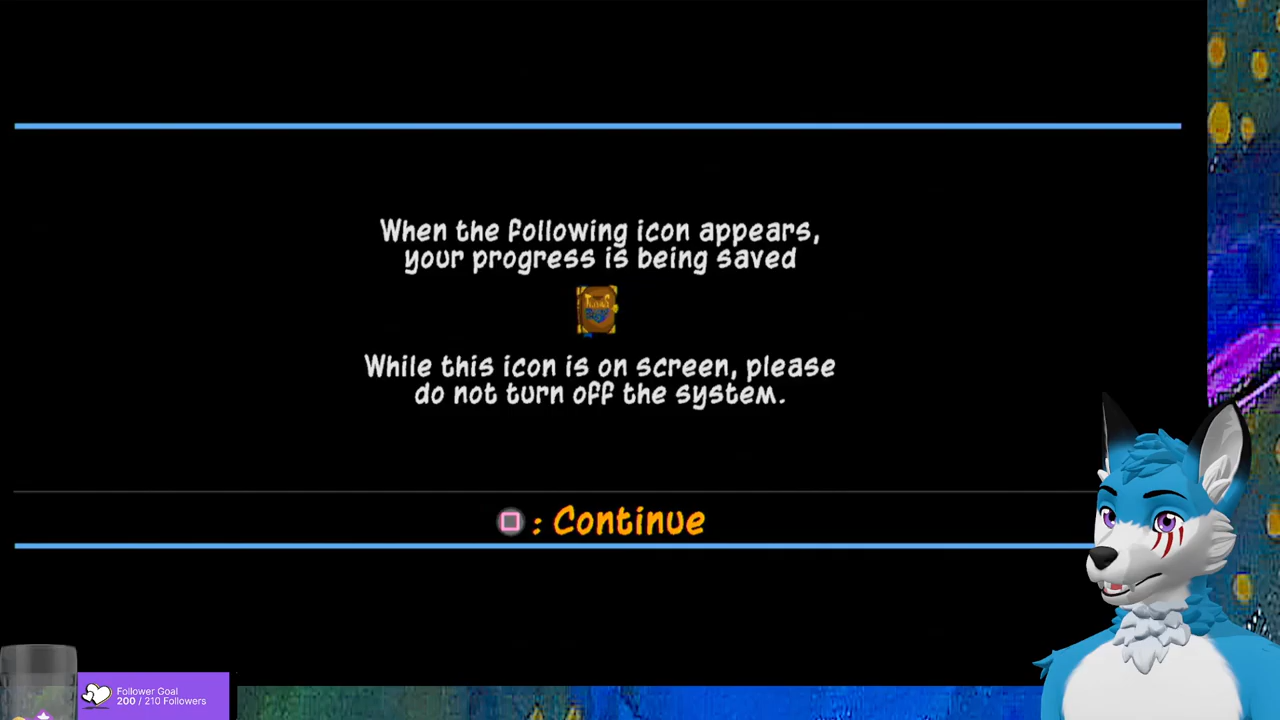 When the following icon appears,
your progress is being saved
While this icon is on screen, please
do not turn off the system.
: Continue
Foillower Goal
200 / 210 Followers